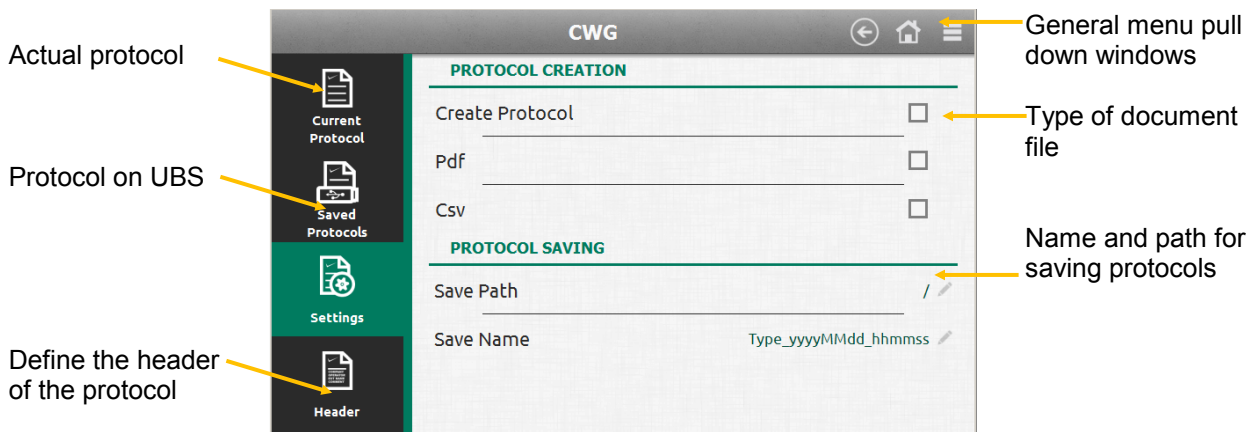 Actual protocol
Protocol on UBS
Define the header
of the protocol
CWG
Current
Protocol
Saved
Protocols
Settings
Header
PROTOCOL CREATION
Create Protocol
Pdf
Csv
PROTOCOL SAVING
Save Path /
Save Name Type_yyyyMMdd_hhmmss
General menu pull
down windows
Type of document
file
Name and path for
saving protocols